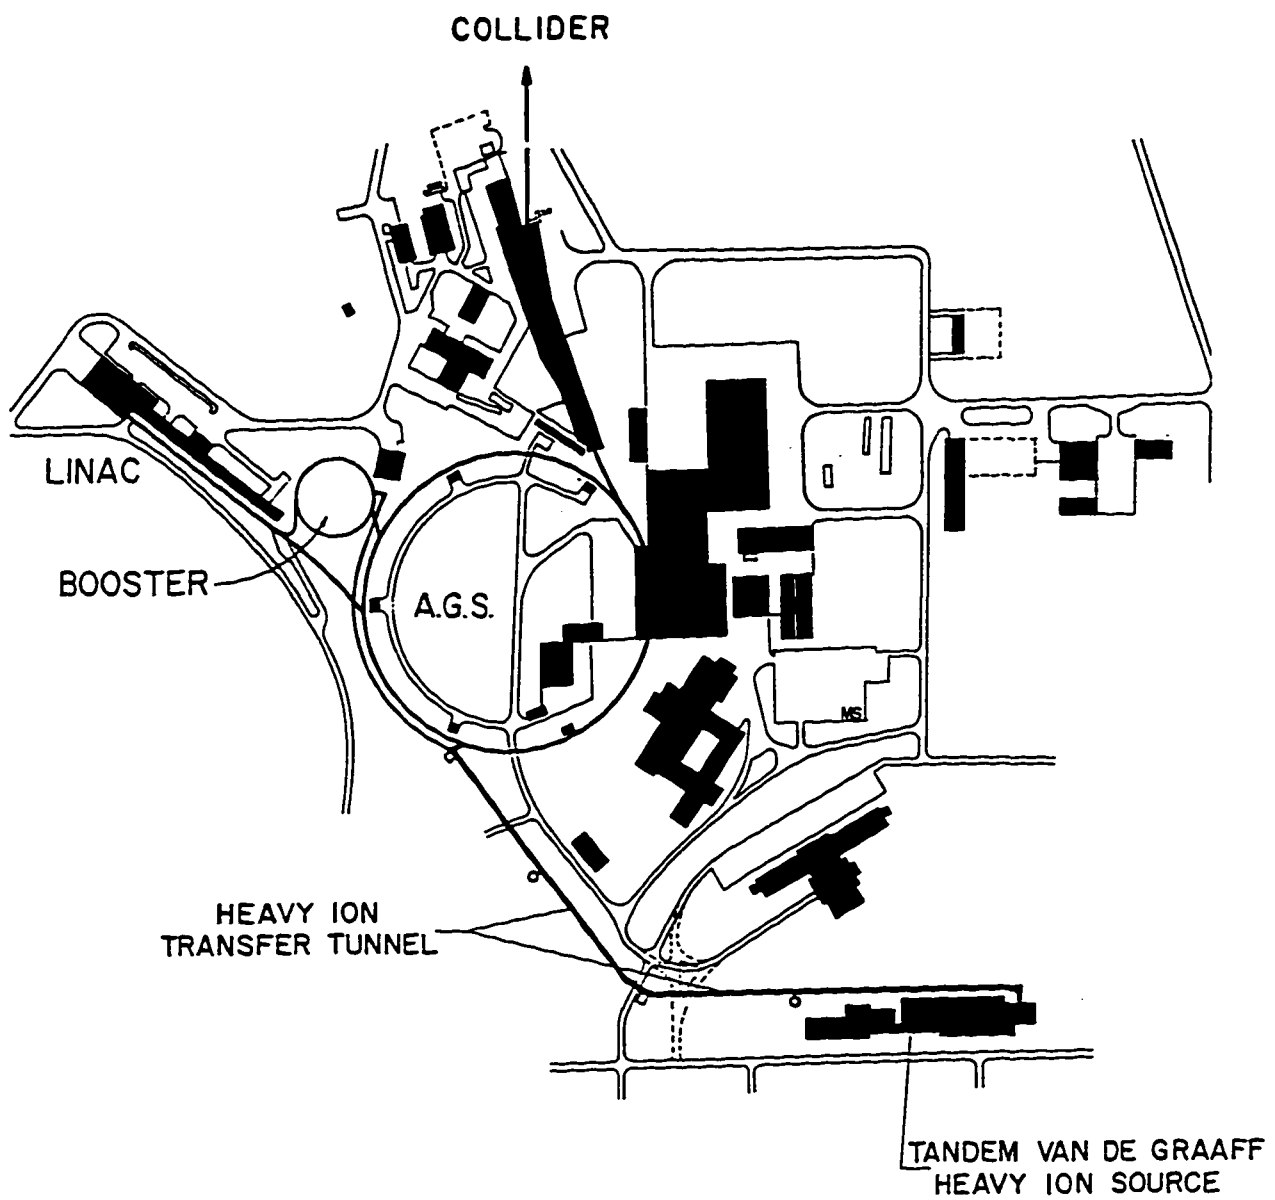 COLLIDER
LINAC
BOOSTER
A.G.S.
MS
HEAVY ION
TRANSFER TUNNEL
TANDEM VAN DE GRAAFF
HEAVY ION SOURCE